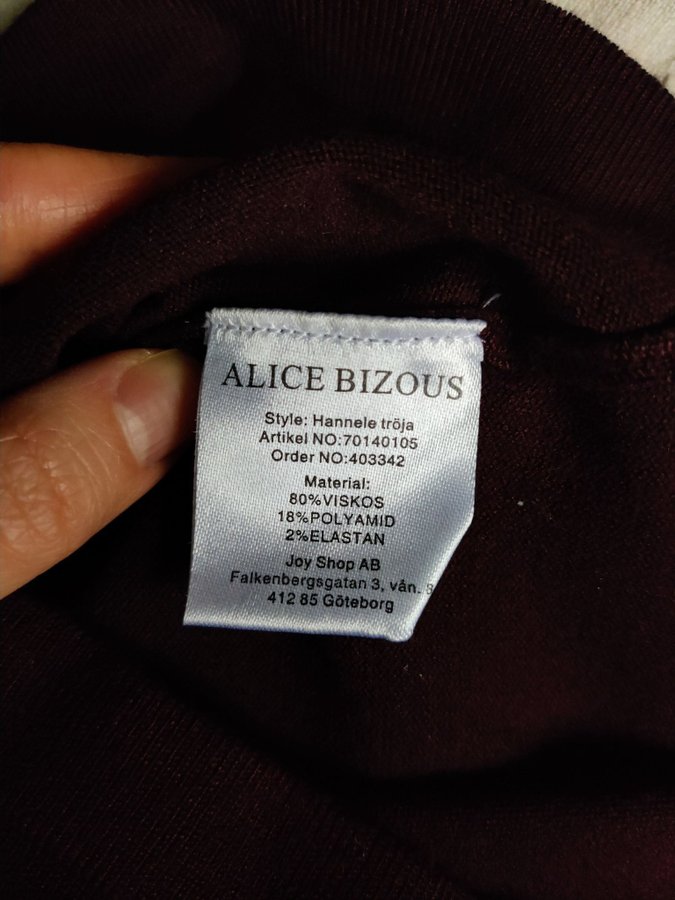 ALICE BIZOUS
Style: Hannele tröja
Artikel NO:70140105
Order NO:403342
Material:
80%VISKOS
18%POLYAMID
2%ELASTAN
Joy Shop AB
Falkenbergsgatan 3, vån.
412 85 Göteborg